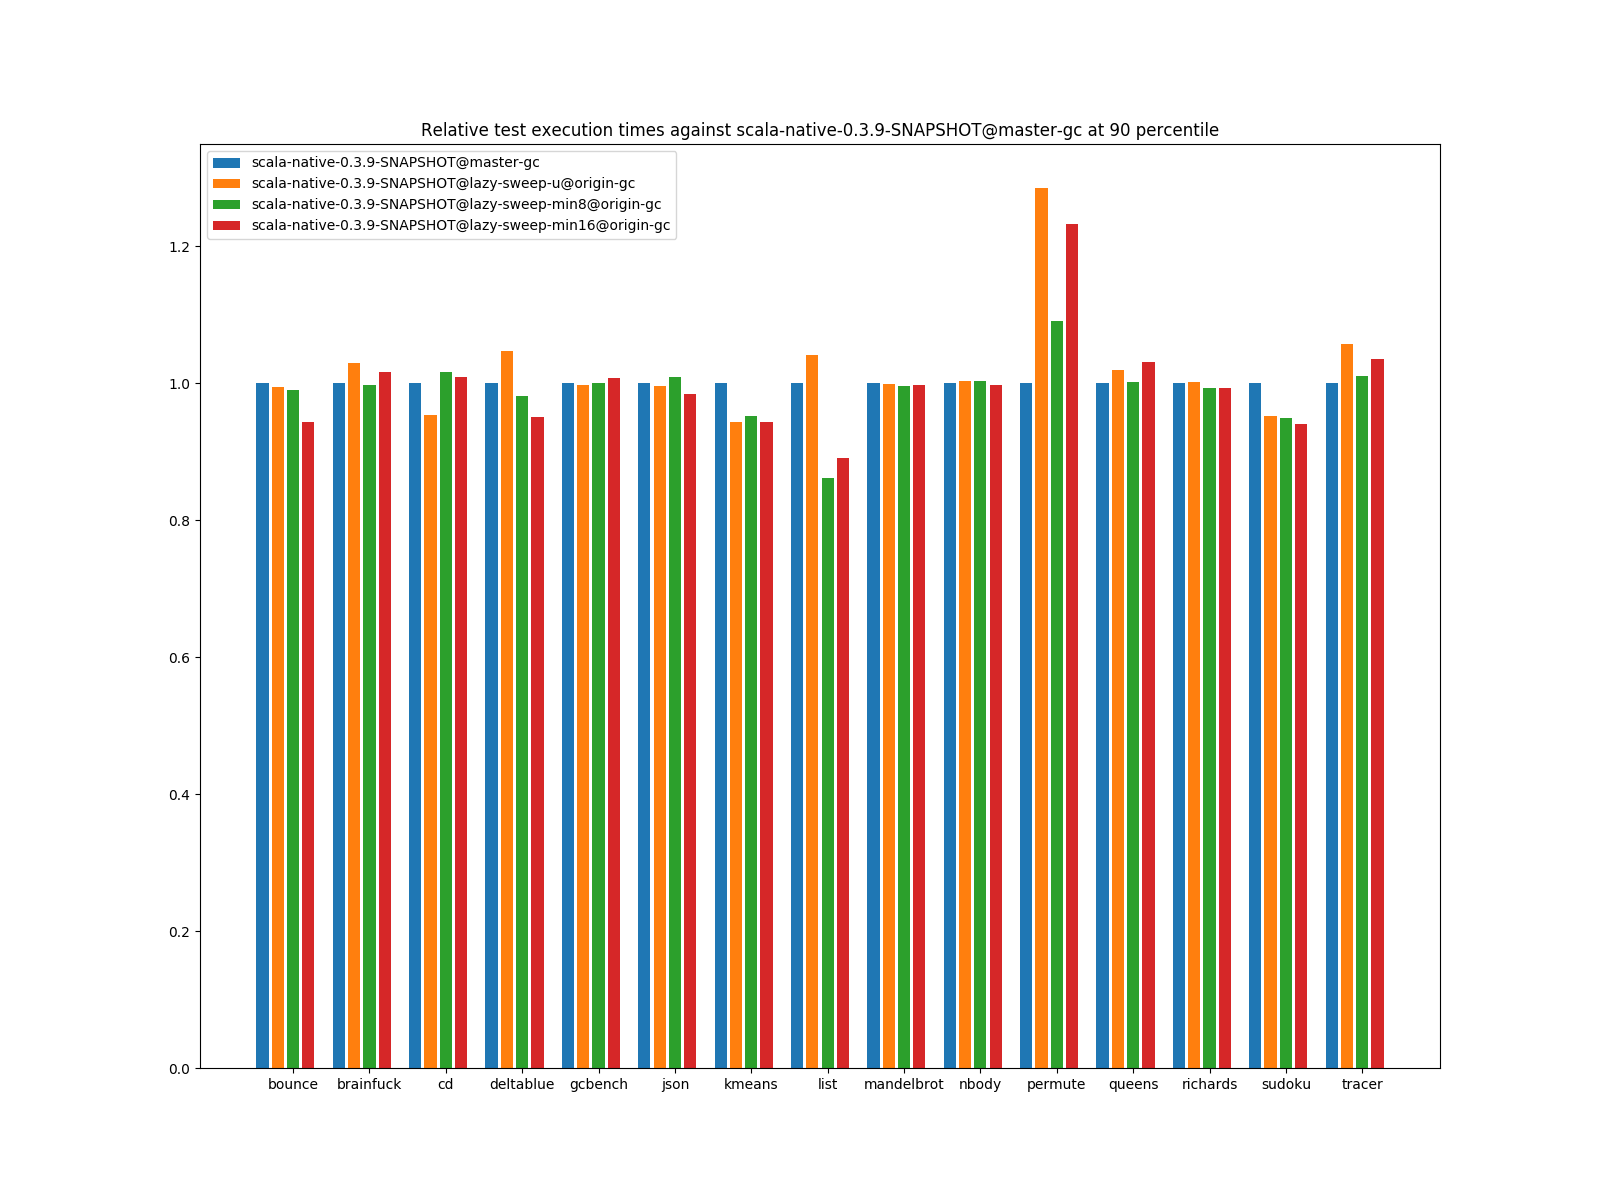 Relative test execution times against scala-native-0.3.9-SNAPSHOT@master-gc at 90 percentile
scala-native-0.3.9-SNAPSHOT@master-gc
scala-native-0.3.9-SNAPSHOT@lazy-sweep-u@origin-gc
scala-native-0.3.9-SNAPSHOT@lazy-sweep-min8@origin-gc
scala-native-0.3.9-SNAPSHOT@lazy-sweep-min16@origin-gc
1.2
1.0
0.8
0.6
0.4
0.2
0.0
bounce brainfuck cd deltablue gcbench json kmeans list mandelbrot nbody permute queens richards sudoku tracer